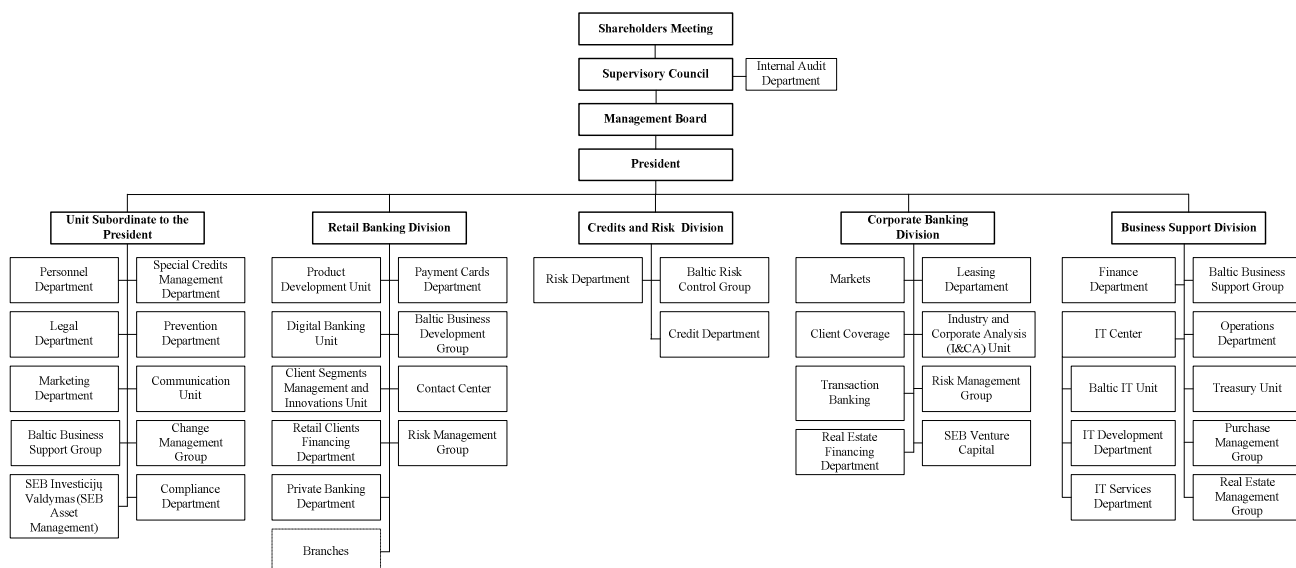 Shareholders Meeting
Supervisory Council
Internal Audit
Department
Management Board
President
Unit Subordinate to the
President
Retail Banking Division
Credits and Risk Division
Corporate Banking
Division
Business Support Division
Personnel
Department
Special Credits
Management
Department
Legal
Department
Prevention
Department
Marketing
Department
Communication
Unit
Baltic Business
Support Group
Change
Management
Group
SEB Investicijų
Valdymas (SEB
Asset
Management)
Compliance
Department
Product
Development Unit
Payment Cards
Department
Digital Banking
Unit
Baltic Business
Development
Group
Client Segments
Management and
Innovations Unit
Contact Center
Retail Clients
Financing
Department
Risk Management
Group
Private Banking
Department
Branches
Risk Department
Baltic Risk
Control Group
Credit Department
Markets
Leasing
Departament
Client Coverage
Industry and
Corporate Analysis
(I&CA) Unit
Transaction
Banking
Risk Management
Group
Real Estate
Financing
Department
SEB Venture
Capital
Finance
Department
Baltic Business
Support Group
IT Center
Operations
Department
Baltic IT Unit
Treasury Unit
IT Development
Department
Purchase
Management
Group
IT Services
Department
Real Estate
Management
Group